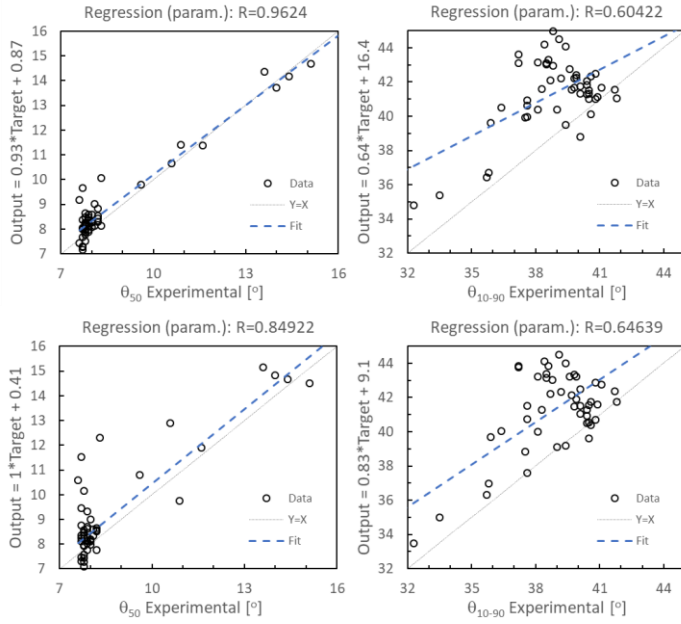 Regression (param.): R=0.9624
Output = 0.93*Target + 0.87
16
15
14
13
12
11
10
9
8
7
7
10
13
16
θ50 Experimental [o]
Data
Y=X
Fit
Regression (param.): R=0.60422
Output = 0.64*Target + 16.4
44
42
40
38
36
34
32
32
35
38
41
44
θ10-90 Experimental [o]
Data
Y=X
Fit
Regression (param.): R=0.84922
Output = 1*Target + 0.41
16
15
14
13
12
11
10
9
8
7
7
10
13
16
θ50 Experimental [o]
Data
Y=X
Fit
Regression (param.): R=0.64639
Output = 0.83*Target + 9.1
44
42
40
38
36
34
32
32
35
38
41
44
θ10-90 Experimental [o]
Data
Y=X
Fit